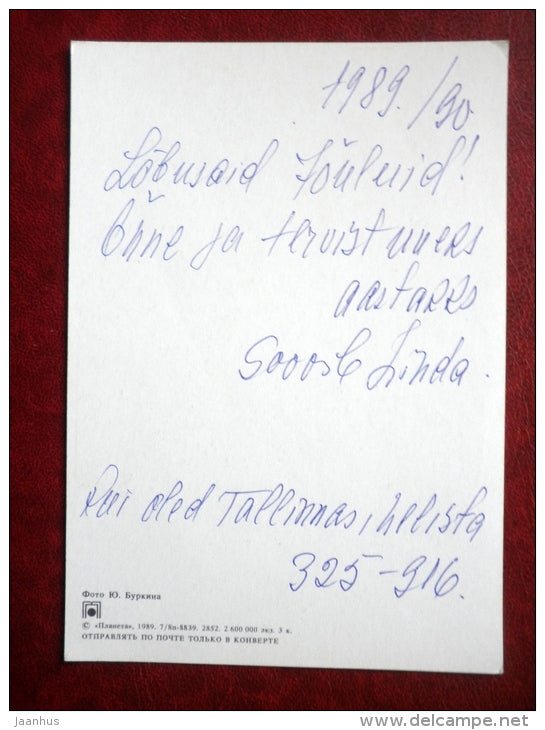 1989./90
Lõbusaid Jõuluid!
Õnne ja tervist uueks
aastaks
Soovib Linda.
Kui oled Tallinnas, helista
325-916.
Фото Ю. Буркина
© «Планета», 1989. 7/8п-8839. 2852. 2 600 000 экз. 3 к.
ОТПРАВЛЯТЬ ПО ПОЧТЕ ТОЛЬКО В КОНВЕРТЕ
jaanhus
www.delcampe.net